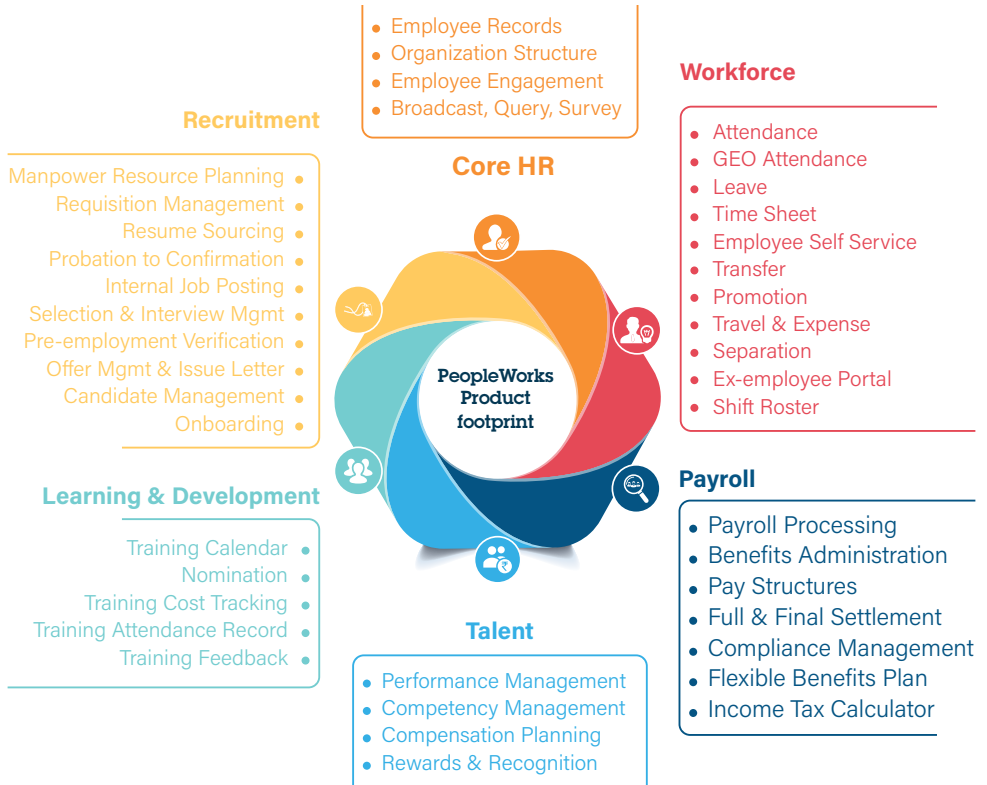 Employee Records
Organization Structure
Employee Engagement
Broadcast, Query, Survey
Core HR
Recruitment
Manpower Resource Planning
Requisition Management
Resume Sourcing
Probation to Confirmation
Internal Job Posting
Selection & Interview Mgmt
Pre-employment Verification
Offer Mgmt & Issue Letter
Candidate Management
Onboarding
Workforce
Attendance
GEO Attendance
Leave
Time Sheet
Employee Self Service
Transfer
Promotion
Travel & Expense
Separation
Ex-employee Portal
Shift Roster
PeopleWorks
Product
footprint
Learning & Development
Training Calendar
Nomination
Training Cost Tracking
Training Attendance Record
Training Feedback
Talent
Performance Management
Competency Management
Compensation Planning
Rewards & Recognition
Payroll
Payroll Processing
Benefits Administration
Pay Structures
Full & Final Settlement
Compliance Management
Flexible Benefits Plan
Income Tax Calculator
₹